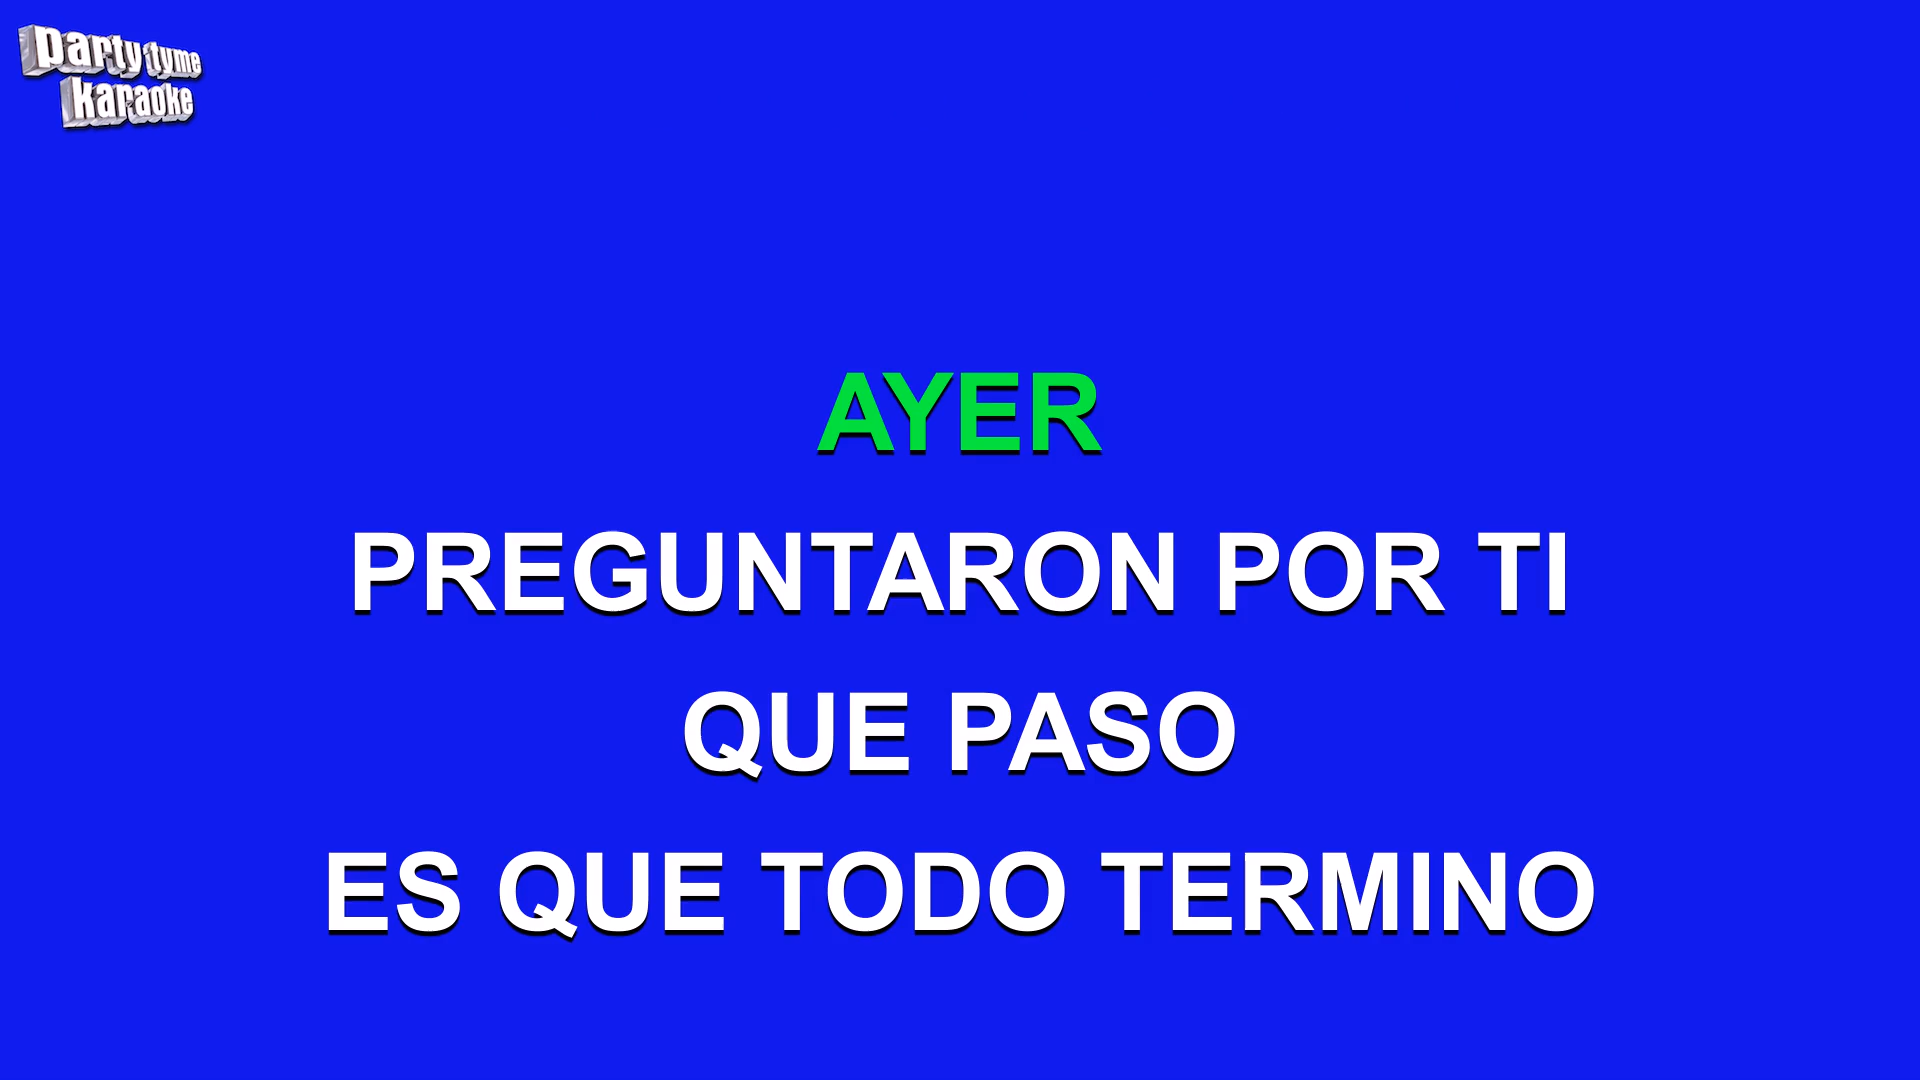 party tyme
karaoke
AYER
PREGUNTARON POR TI
QUE PASO
ES QUE TODO TERMINO